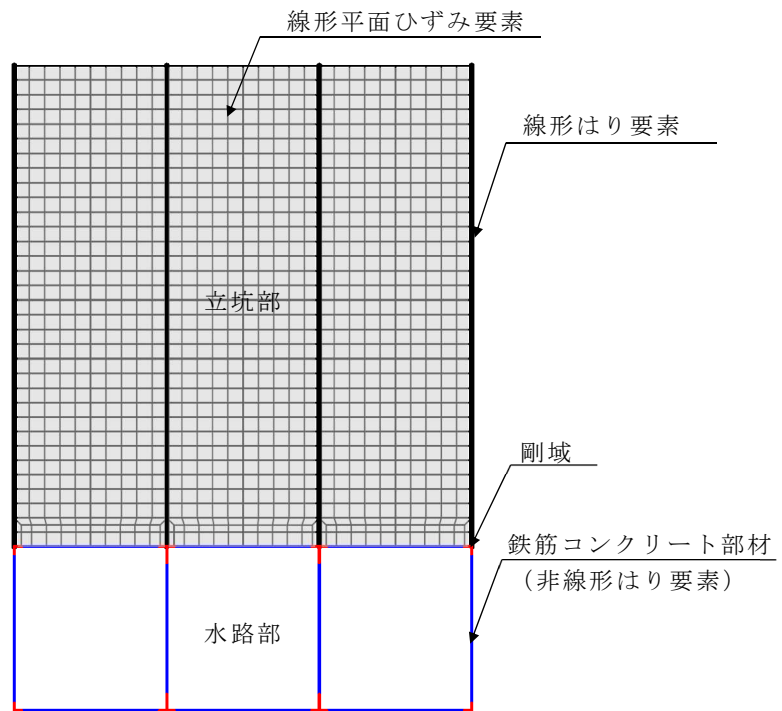 線形平面ひずみ要素
線形はり要素
立坑部
剛域
鉄筋コンクリート部材
（非線形はり要素）
水路部